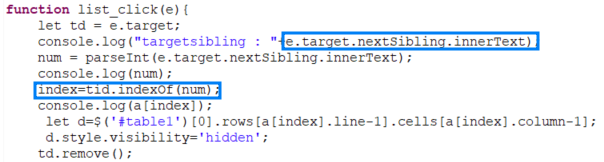 function list_click(e){
let td = e.target;
console.log("targetsibling : "+e.target.nextSibling.innerText);
num = parseInt(e.target.nextSibling.innerText);
console.log(num);
index=tid.indexOf(num);
console.log(a[index]);
let d=$('#table1')[0].rows[a[index].line-1].cells[a[index].column-1];
d.style.visibility='hidden';
td.remove();